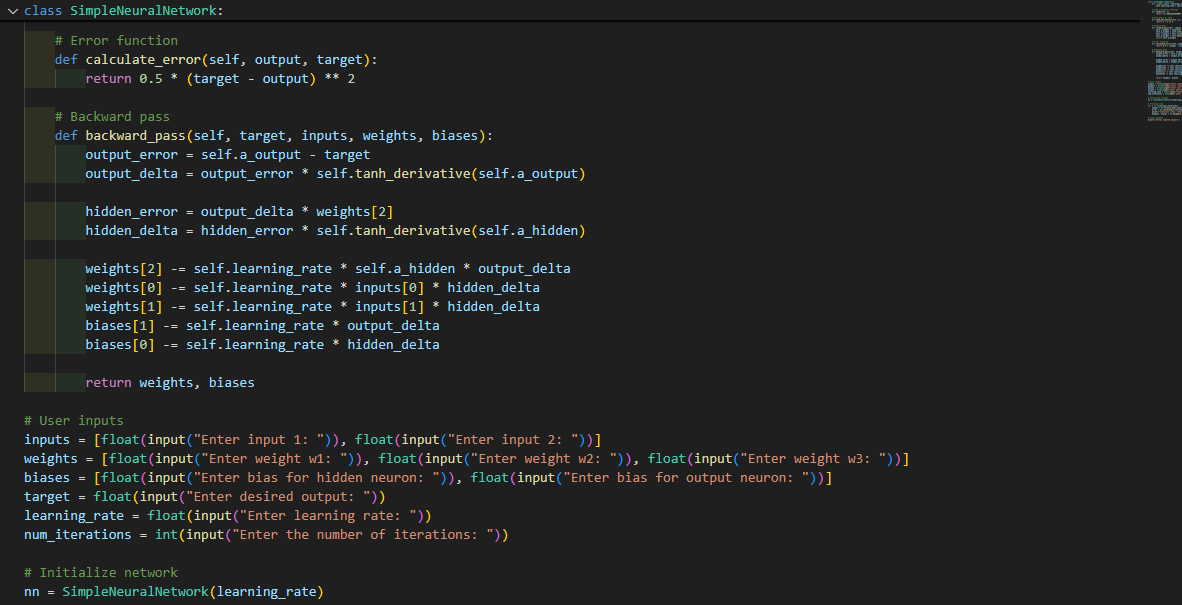 class SimpleNeuralNetwork:
# Error function
def calculate_error(self, output, target):
return 0.5 * (target - output) ** 2
# Backward pass
def backward_pass(self, target, inputs, weights, biases):
output_error = self.a_output - target
output_delta = output_error * self.tanh_derivative(self.a_output)
hidden_error = output_delta * weights[2]
hidden_delta = hidden_error * self.tanh_derivative(self.a_hidden)
weights[2] -= self.learning_rate * self.a_hidden * output_delta
weights[0] -= self.learning_rate * inputs[0] * hidden_delta
weights[1] -= self.learning_rate * inputs[1] * hidden_delta
biases[1] -= self.learning_rate * output_delta
biases[0] -= self.learning_rate * hidden_delta
return weights, biases
# User inputs
inputs = [float(input("Enter input 1: ")), float(input("Enter input 2: "))]
weights = [float(input("Enter weight w1: ")), float(input("Enter weight w2: ")), float(input("Enter weight w3: "))]
biases = [float(input("Enter bias for hidden neuron: ")), float(input("Enter bias for output neuron: "))]
target = float(input("Enter desired output: "))
learning_rate = float(input("Enter learning rate: "))
num_iterations = int(input("Enter the number of iterations: "))
# Initialize network
nn = SimpleNeuralNetwork(learning_rate)